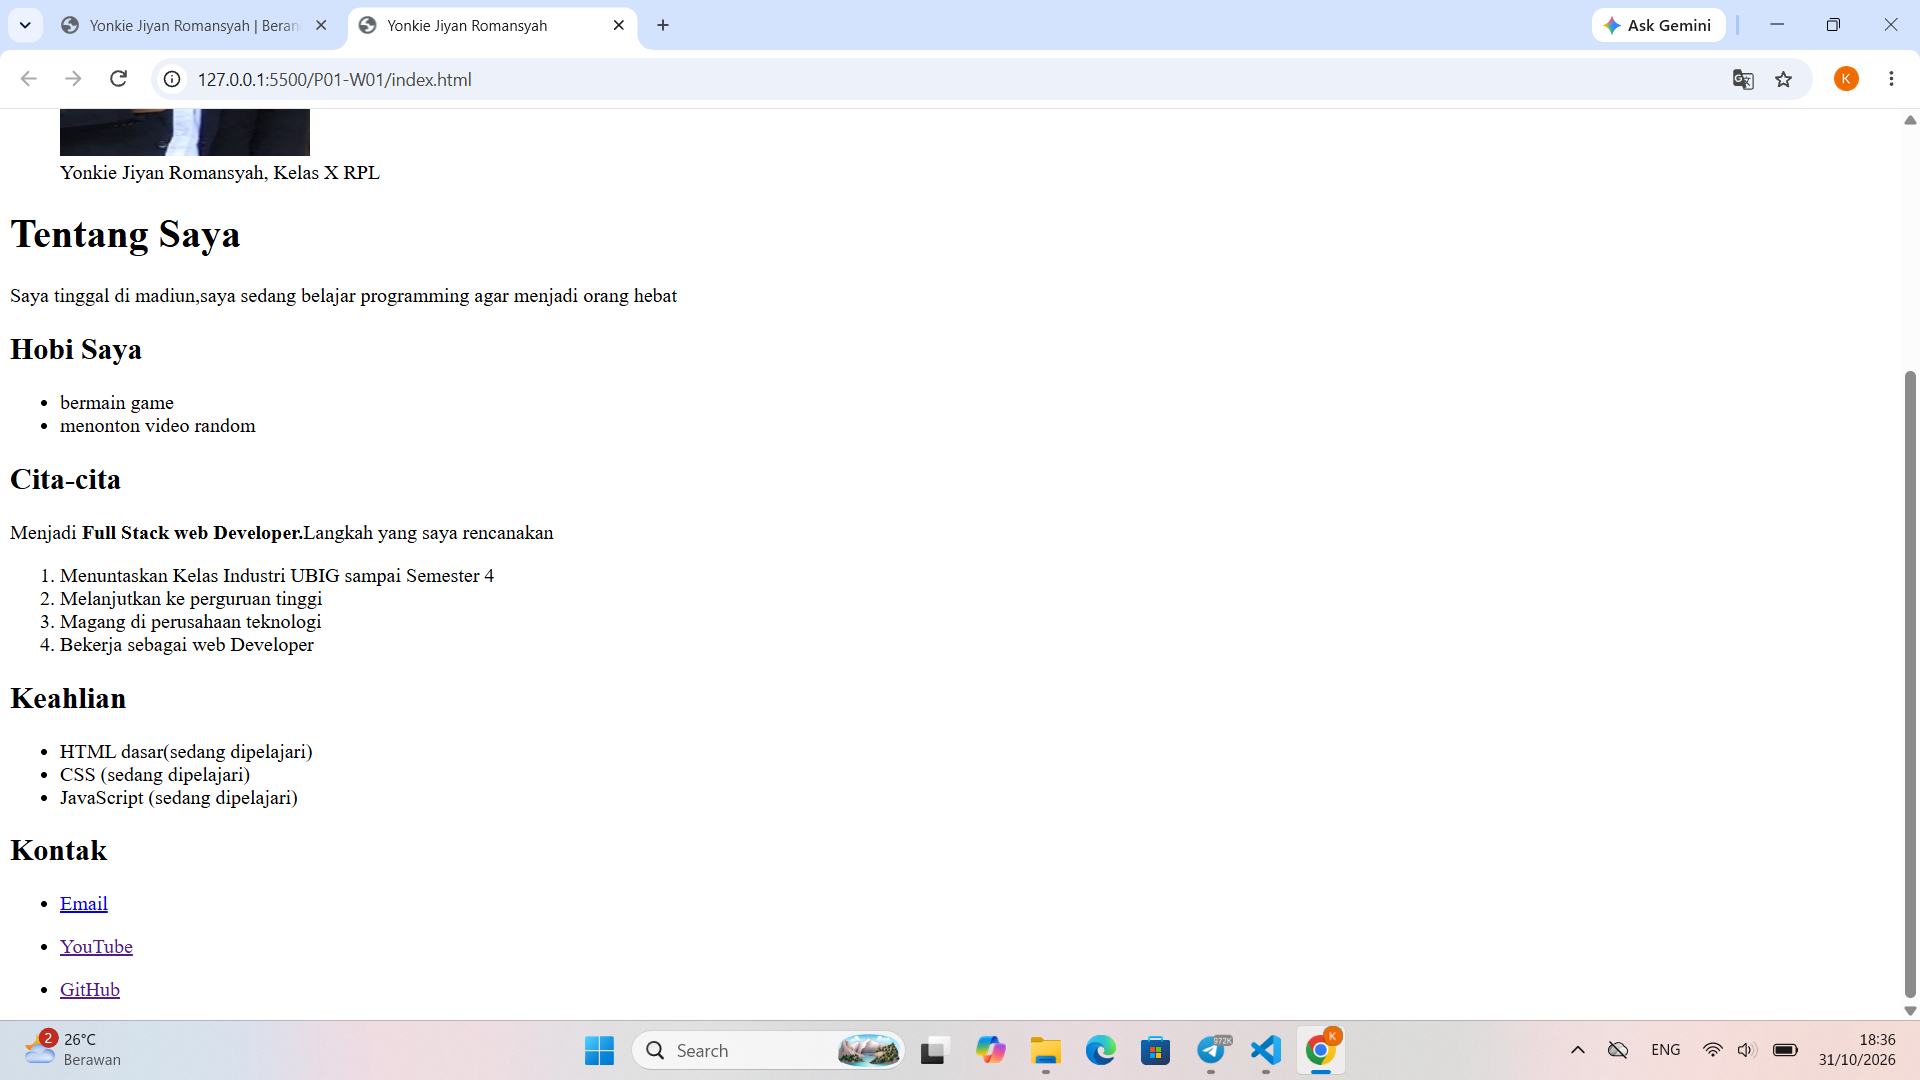 Yonkie Jiyan Romansyah | Beran
Yonkie Jiyan Romansyah
Ask Gemini
127.0.0.1:5500/P01-W01/index.html
K
Yonkie Jiyan Romansyah, Kelas X RPL
Tentang Saya
Saya tinggal di madiun,saya sedang belajar programming agar menjadi orang hebat
Hobi Saya
• bermain game
• menonton video random
Cita-cita
Menjadi Full Stack web Developer.Langkah yang saya rencanakan
1. Menuntaskan Kelas Industri UBIG sampai Semester 4
2. Melanjutkan ke perguruan tinggi
3. Magang di perusahaan teknologi
4. Bekerja sebagai web Developer
Keahlian
• HTML dasar(sedang dipelajari)
• CSS (sedang dipelajari)
• JavaScript (sedang dipelajari)
Kontak
• Email
• YouTube
• GitHub
2
26°C
Berawan
Search
972K
K
ENG
18:36
31/10/2026